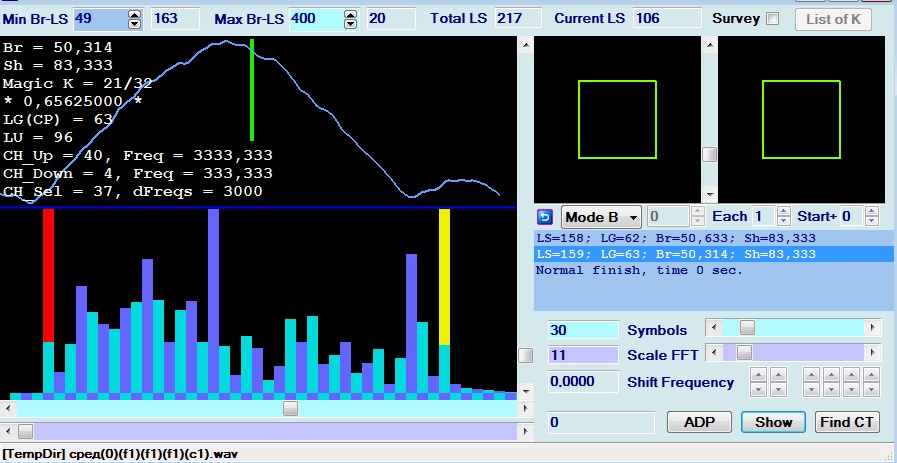 Min Br-LS 49 163 Max Br-LS 400 20 Total LS 217 Current LS 106 Survey List of K
Br = 50,314
Sh = 83,333
Magic K = 21/32
* 0,65625000 *
LG(CP) = 63
LU = 96
CH_Up = 40, Freq = 3333,333
CH_Down = 4, Freq = 333,333
CH_Sel = 37, dFreqs = 3000
Mode B 0 Each 1 Start+ 0
LS=158; LG=62; Br=50,633; Sh=83,333
LS=159; LG=63; Br=50,314; Sh=83,333
Normal finish, time 0 sec.
30 Symbols
11 Scale FFT
0.0000 Shift Frequency
0 ADP Show Find CT
[TempDir] сред(0)(f1)(f1)(f1)(c1).wav